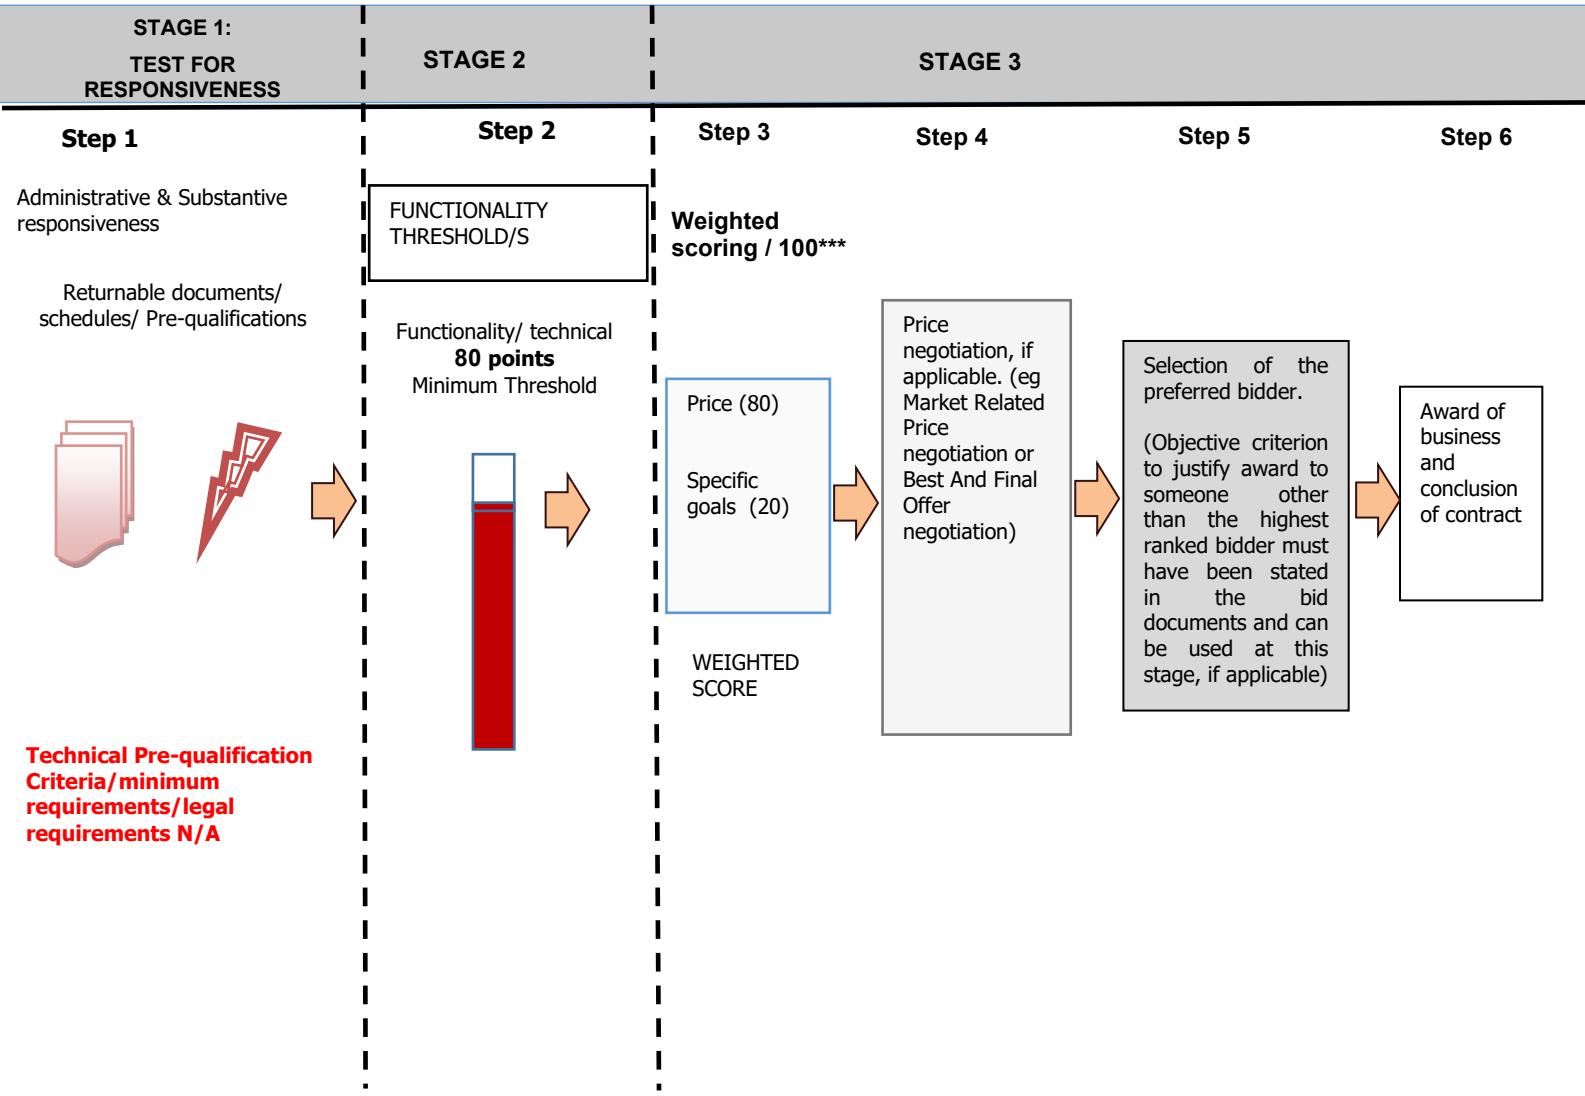 STAGE 1:
TEST FOR
RESPONSIVENESS
STAGE 2
STAGE 3
Step 1
Step 2
Step 3
Step 4
Step 5
Step 6
Administrative & Substantive
responsiveness
Returnable documents/
schedules/ Pre-qualifications
Technical Pre-qualification
Criteria/minimum
requirements/legal
requirements N/A
FUNCTIONALITY
THRESHOLD/S
Functionality/ technical
80 points
Minimum Threshold
Weighted
scoring / 100***
Price (80)
Specific
goals (20)
WEIGHTED
SCORE
Price
negotiation, if
applicable. (eg
Market Related
Price
negotiation or
Best And Final
Offer
negotiation)
Selection of the
preferred bidder.
(Objective criterion
to justify award to
someone other
than the highest
ranked bidder must
have been stated
in the bid
documents and can
be used at this
stage, if applicable)
Award of
business
and
conclusion
of contract